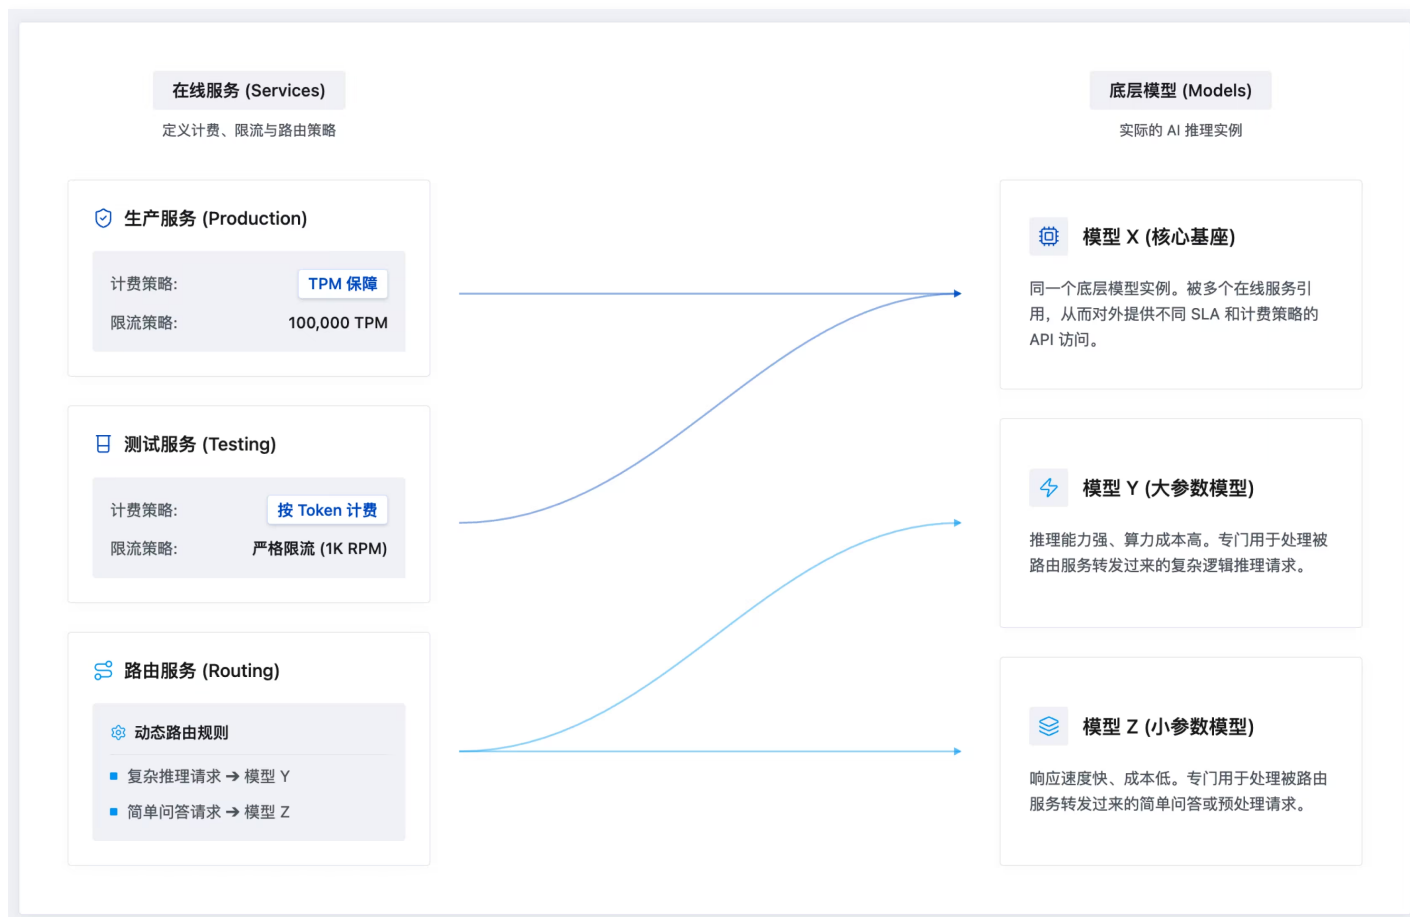 在线服务 (Services)
定义计费、限流与路由策略
生产服务 (Production)
计费策略:
TPM 保障
限流策略:
100,000 TPM
测试服务 (Testing)
计费策略:
按 Token 计费
限流策略:
严格限流 (1K RPM)
路由服务 (Routing)
动态路由规则
复杂推理请求 ➔ 模型 Y
简单问答请求 ➔ 模型 Z
底层模型 (Models)
实际的 AI 推理实例
模型 X (核心基座)
同一个底层模型实例。被多个在线服务引
用，从而对外提供不同 SLA 和计费策略的
API 访问。
模型 Y (大参数模型)
推理能力强、算力成本高。专门用于处理被
路由服务转发过来的复杂逻辑推理请求。
模型 Z (小参数模型)
响应速度快、成本低。专门用于处理被路由
服务转发过来的简单问答或预处理请求。